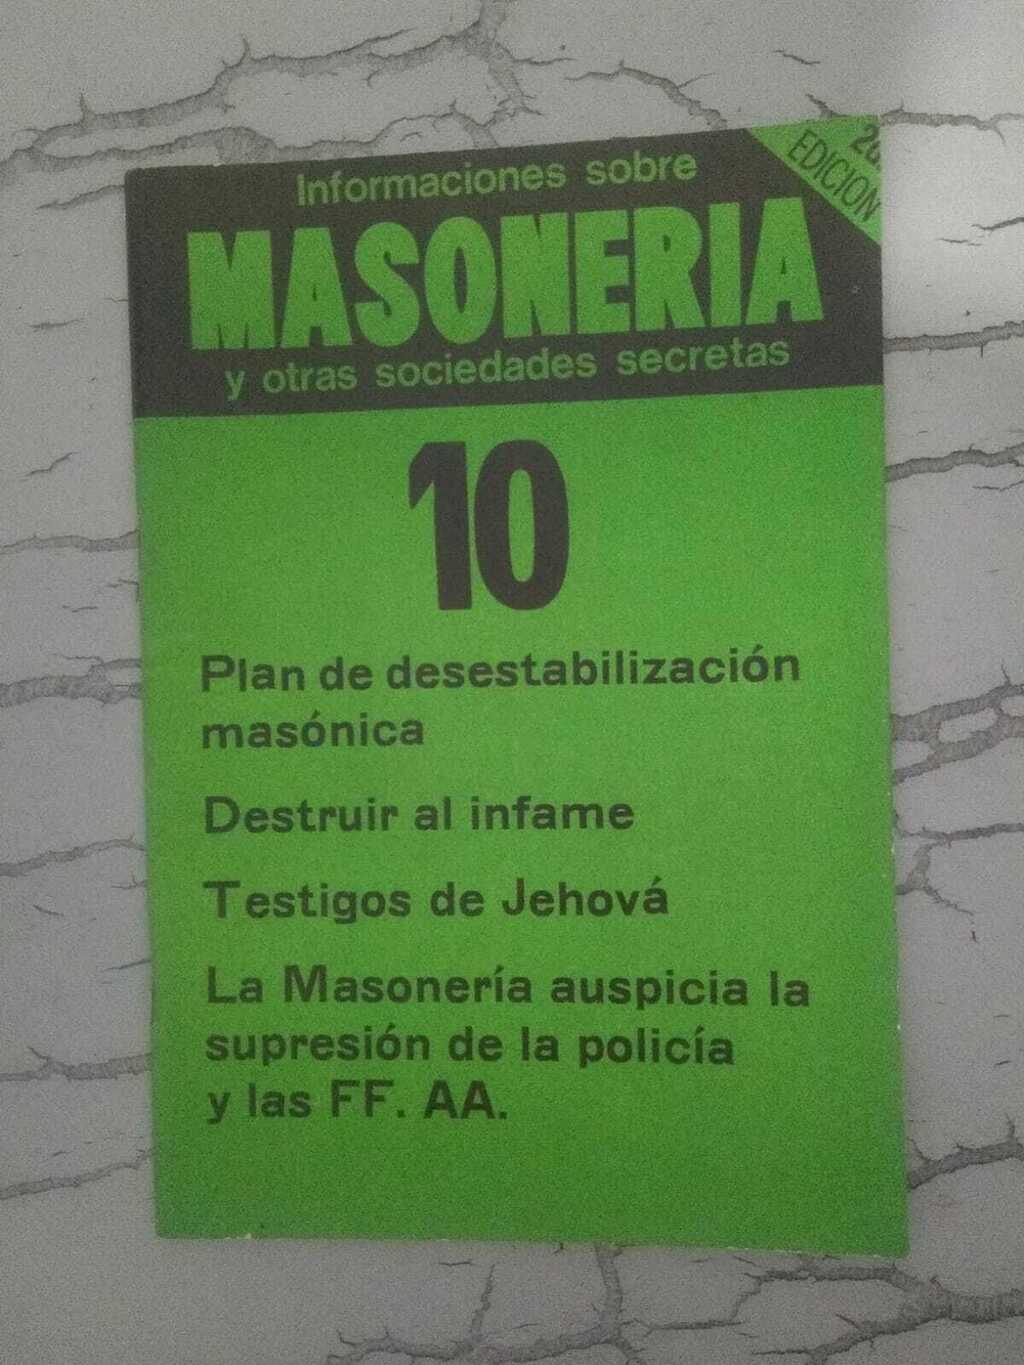 Informaciones sobre
MASONERIA
y otras sociedades secretas
EDICION
10
Plan de desestabilización
masónica
Destruir al infame
Testigos de Jehová
La Masonería auspicia la
supresión de la policía
y las FF. AA.